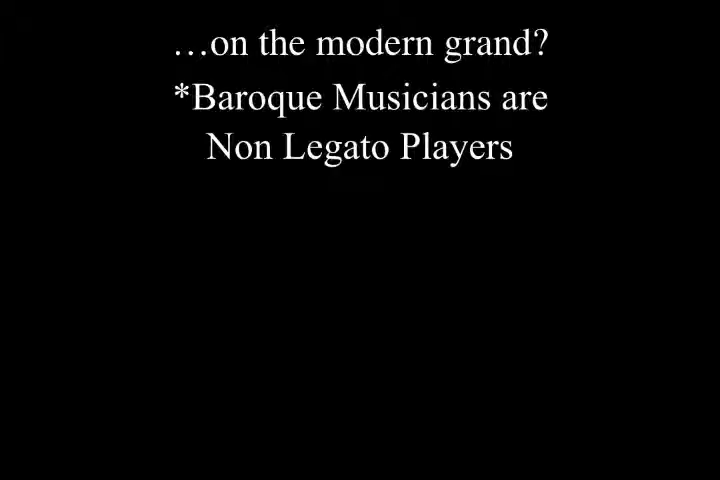 …on the modern grand?
*Baroque Musicians are
Non Legato Players